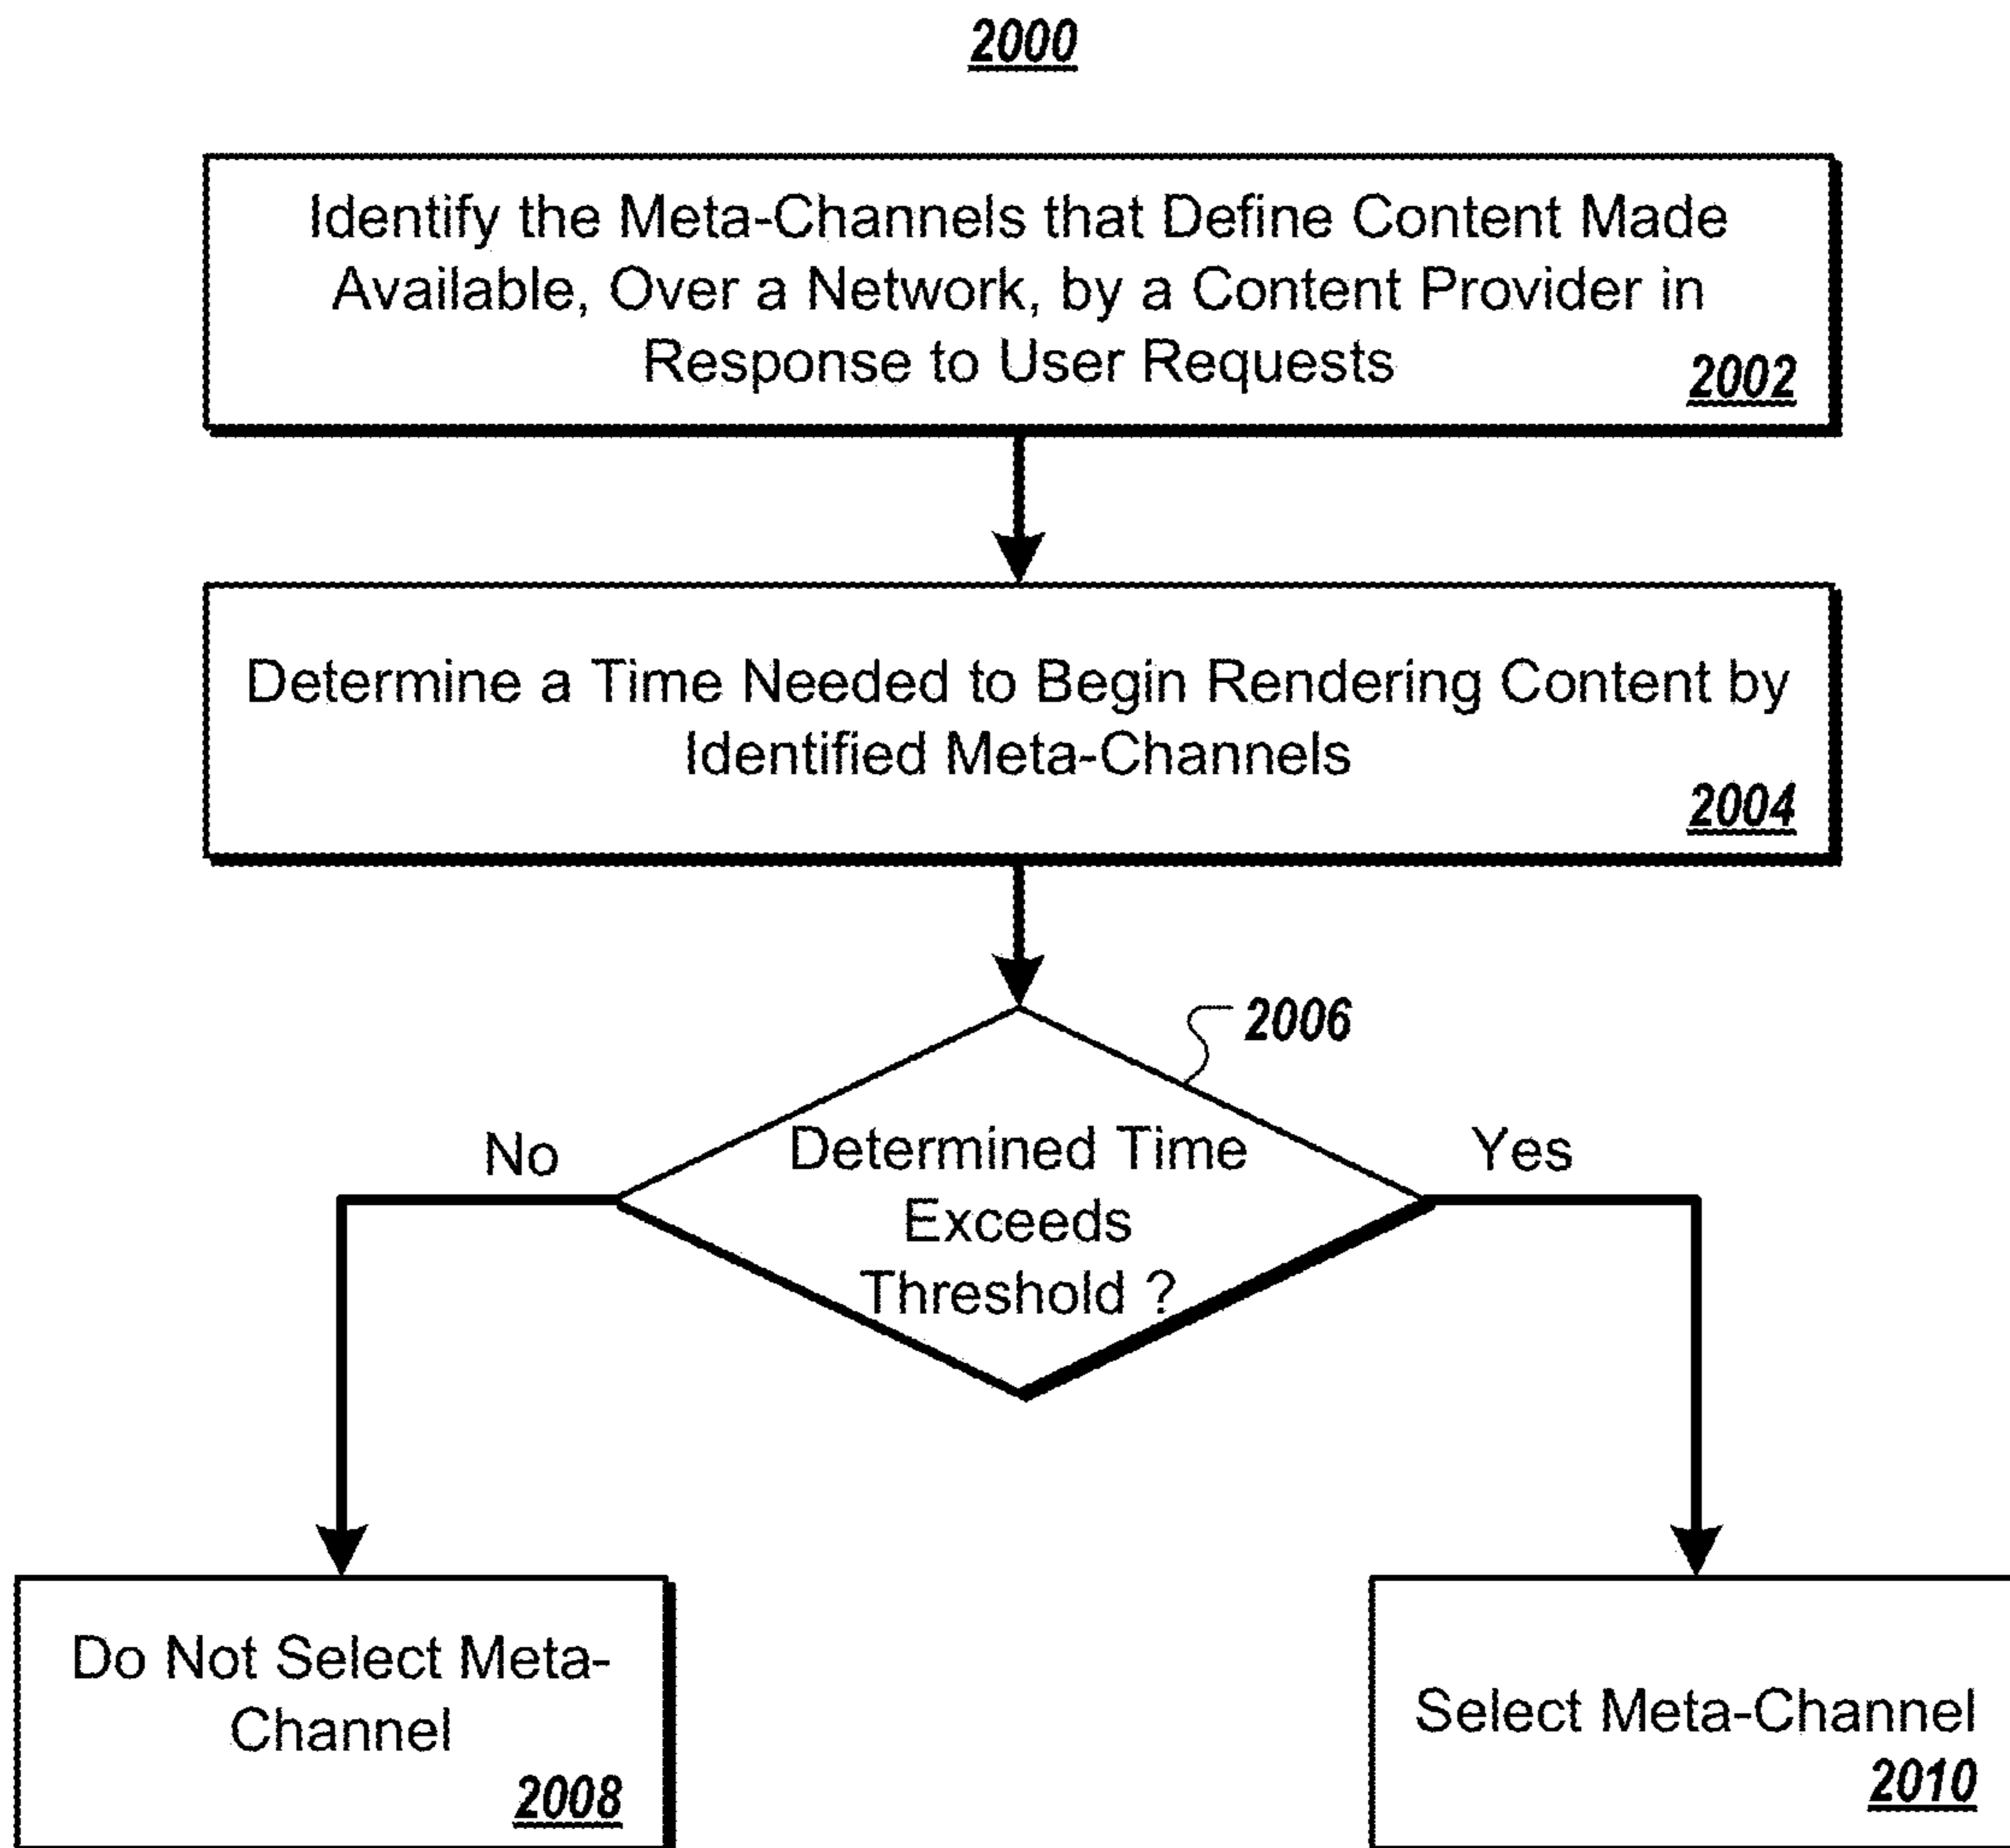 2000
Identify the Meta-Channels that Define Content Made
Available, Over a Network, by a Content Provider in
Response to User Requests
2002
Determine a Time Needed to Begin Rendering Content by
Identified Meta-Channels
2004
2006
No
Determined Time
Exceeds
Threshold ?
Yes
Do Not Select Meta-
Channel
2008
Select Meta-Channel
2010